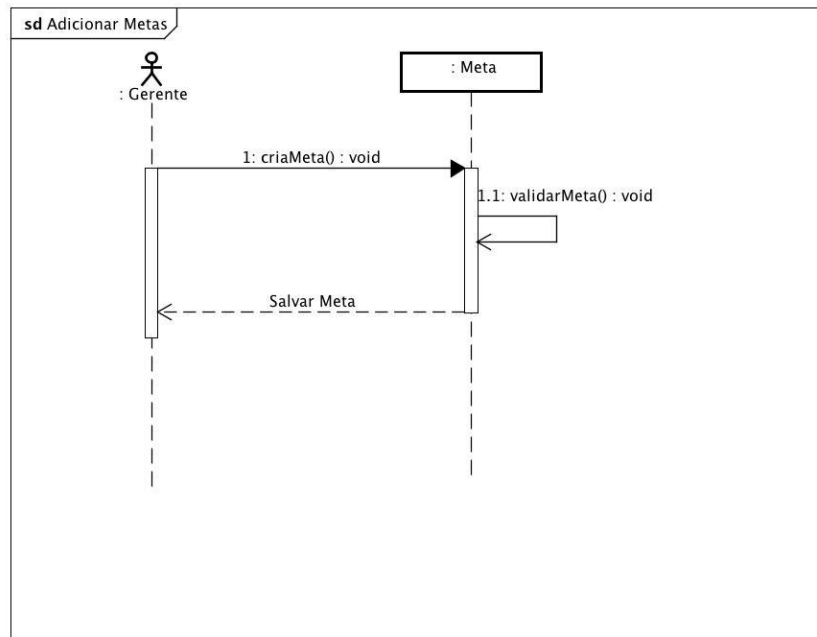 sd Adicionar Metas
: Gerente
: Meta
1: criaMeta() : void
1.1: validarMeta() : void
Salvar Meta